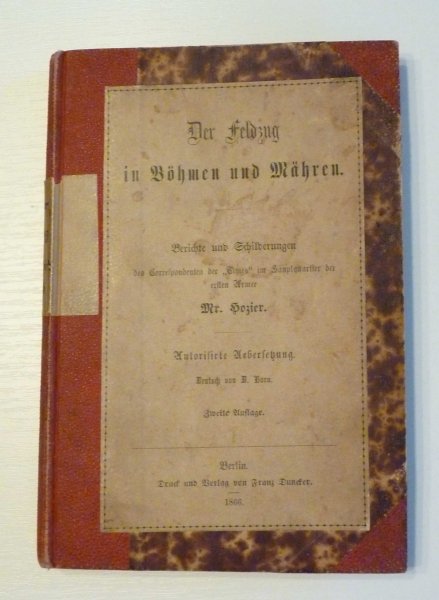 Der Feldzug
in Böhmen und Mähren.
Berichte und Schilderungen
des Correspondenten der „Times" im Hauptquartier der
ersten Armee
Mr. Hozier.
Autorisirte Uebersetzung.
Deutsch von
Zweite Auflage.
Berlin.
Druck und Verlag von Franz Duncker.
1866.